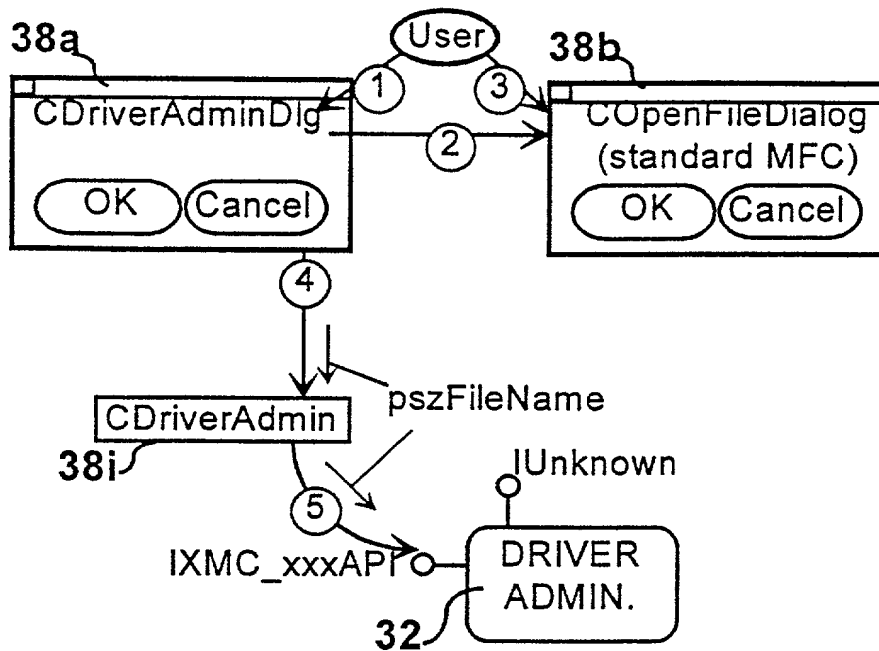 User
38a
38b
1
3
CDriverAdminDlg
2
COpenFileDialog
(standard MFC)
OK
Cancel
OK
Cancel
4
pszFileName
CDriverAdmin
38i
IUnknown
5
IXMC_xxxAPI
DRIVER
ADMIN.
32